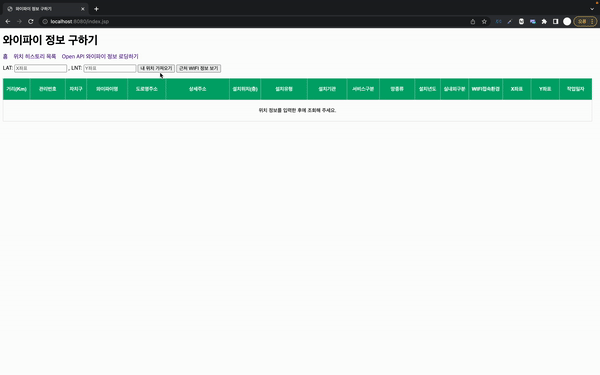 와이파이 정보 구하기
localhost:8080/index.jsp
오류
와이파이 정보 구하기
홈 위치 히스토리 목록 Open API 와이파이 정보 로딩하기
LAT: X좌표 , LNT: Y좌표 내 위치 가져오기 근처 WIFI 정보 보기
거리(Km) 관리번호 자치구 와이파이명 도로명주소 상세주소 설치위치(층) 설치유형 설치기관 서비스구분 망종류 설치년도 실내외구분 WIFI접속환경 X좌표 Y좌표 작업일자
위치 정보를 입력한 후에 조회해 주세요.